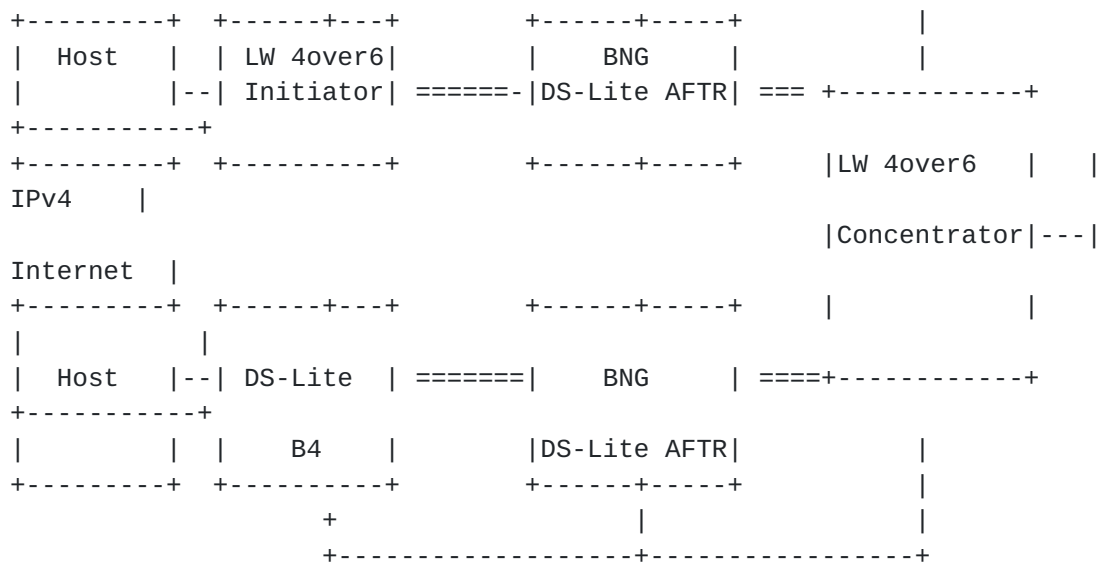 +---------+  +------+---+        +------+-----+           |
|  Host   |  | LW 4over6|        |    BNG     |           |
|         |--| Initiator| ======-|DS-Lite AFTR| === +------------+
+-----------+
+---------+  +----------+        +------+-----+     |LW 4over6   |   |
IPv4    |
                                                    |Concentrator|---|
Internet  |
+---------+  +------+---+        +------+-----+     |            |
|           |
|  Host   |--| DS-Lite  | =======|    BNG     | ====+------------+
+-----------+
|         |  |    B4    |        |DS-Lite AFTR|           |
+---------+  +----------+        +------+-----+           |
                    +                   |                 |
                    +-------------------+-----------------+